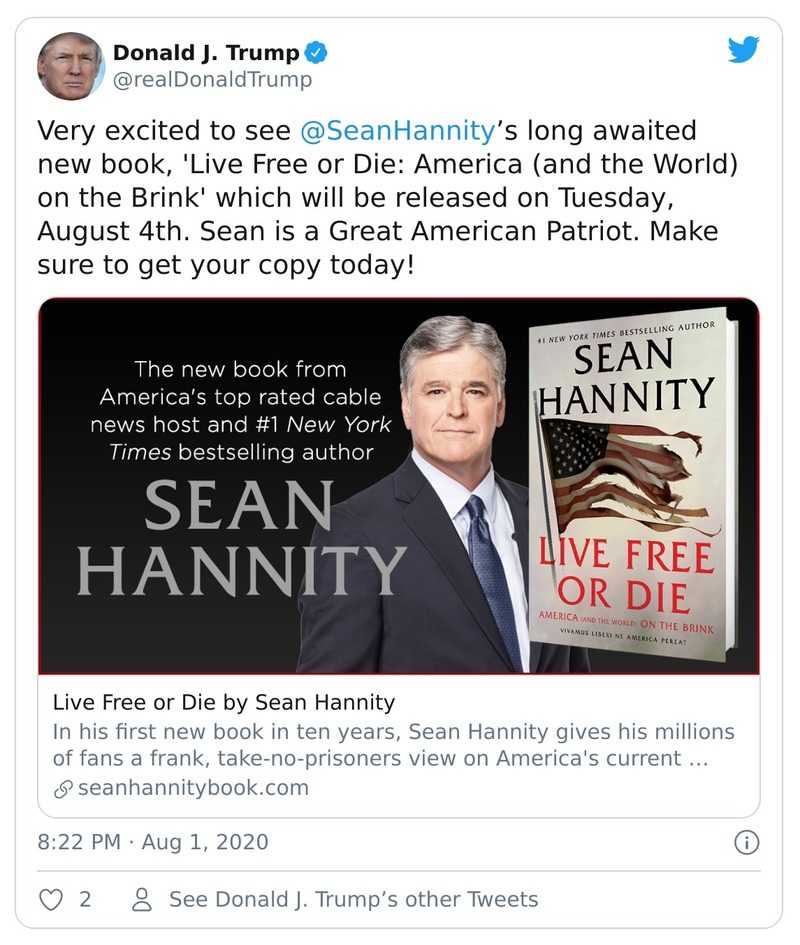 Donald J. Trump
@realDonaldTrump
Very excited to see @SeanHannity’s long awaited
new book, 'Live Free or Die: America (and the World)
on the Brink' which will be released on Tuesday,
August 4th. Sean is a Great American Patriot. Make
sure to get your copy today!
The new book from
America's top rated cable
news host and #1 New York
Times bestselling author
SEAN
HANNITY
#1 NEW YORK TIMES BESTSELLING AUTHOR
SEAN
HANNITY
LIVE FREE
OR DIE
AMERICA (AND THE WORLD) ON THE BRINK
VIVAMUS LIBERI NE AMERICA PEREAT
Live Free or Die by Sean Hannity
In his first new book in ten years, Sean Hannity gives his millions
of fans a frank, take-no-prisoners view on America's current ...
seanhannitybook.com
8:22 PM · Aug 1, 2020
2 See Donald J. Trump’s other Tweets